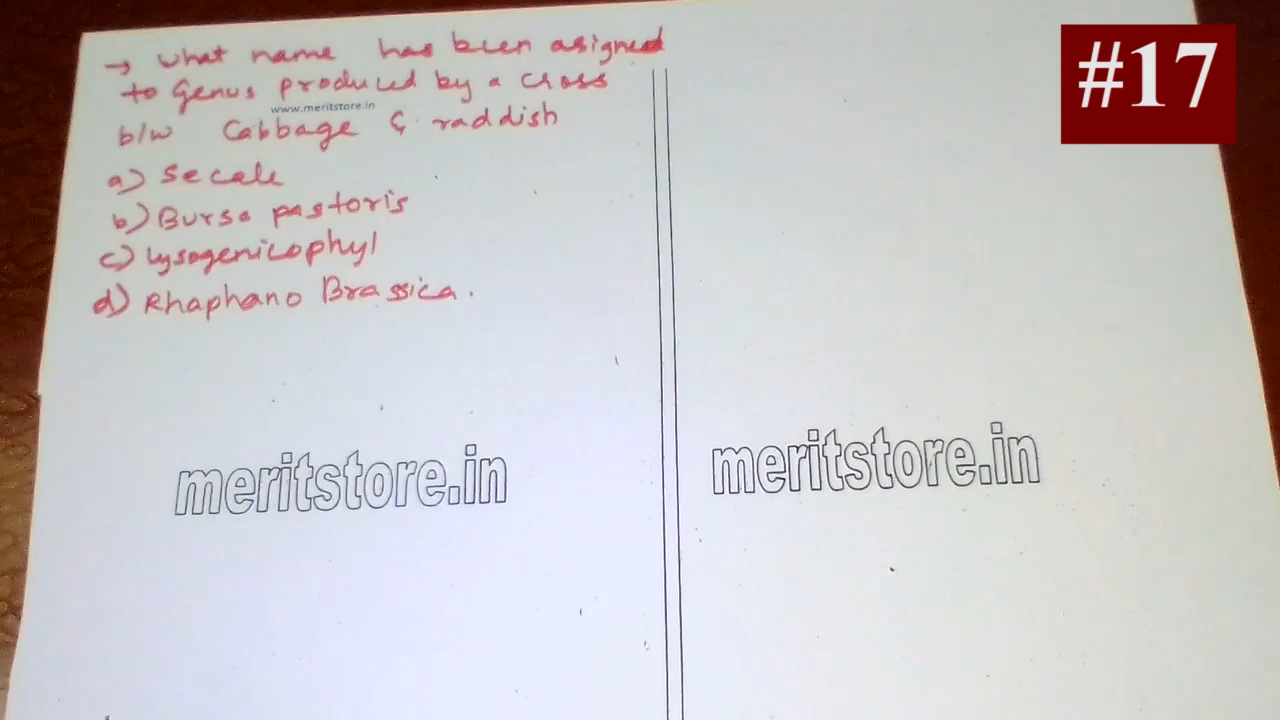 → what name has been asigned
to Genus produced by a cross
www.meritstore.in
b/w Cabbage & raddish
a) Secale
b) Bursa pastoris
c) Lysogenicophyl
d) Rhaphano Brassica.
meritstore.in
meritstore.in
#17